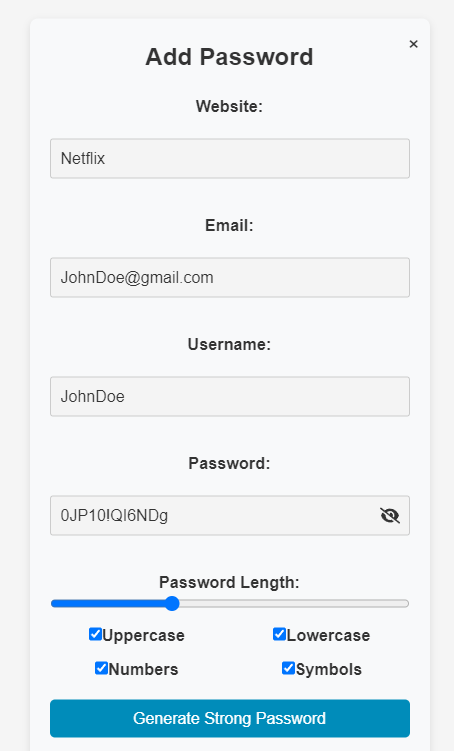 ×
Add Password
Website:
Netflix
Email:
JohnDoe@gmail.com
Username:
JohnDoe
Password:
0JP10!QI6NDg
Password Length:
Uppercase Lowercase
Numbers Symbols
Generate Strong Password